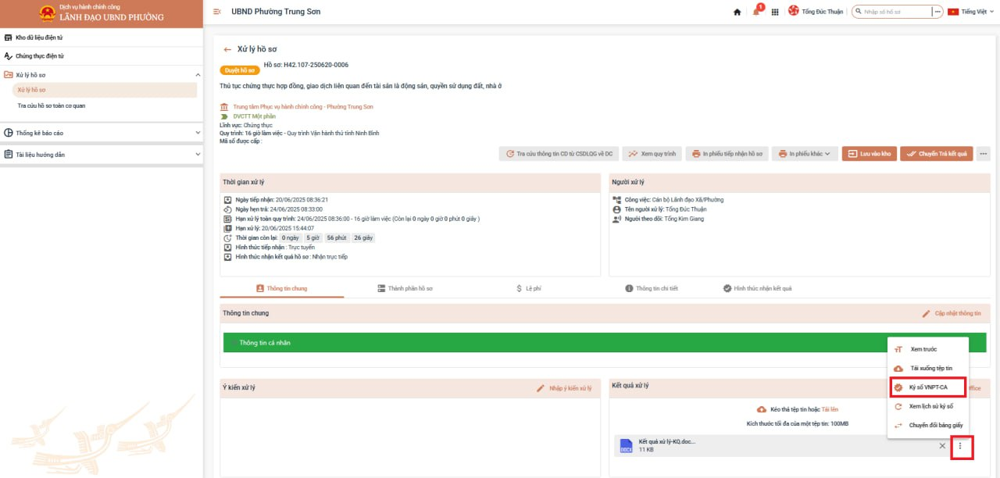 Dịch vụ hành chính công
LÃNH ĐẠO UBND PHƯỜNG
UBND Phường Trung Sơn
1
Tống Đức Thuận
Nhập số hồ sơ
Tiếng Việt
Kho dữ liệu điện tử
Chứng thực điện tử
Xử lý hồ sơ
Xử lý hồ sơ
Tra cứu hồ sơ toàn cơ quan
Thống kê báo cáo
Tài liệu hướng dẫn
Xử lý hồ sơ
Duyệt hồ sơ
Hồ sơ: H42.107-250620-0006
Thủ tục chứng thực hợp đồng, giao dịch liên quan đến tài sản là động sản, quyền sử dụng đất, nhà ở
Trung tâm Phục vụ hành chính công - Phường Trung Sơn
DVCTT Một phần
Lĩnh vực: Chứng thực
Quy trình: 16 giờ làm việc - Quy trình Vận hành thử tỉnh Ninh Bình
Mã số được cấp :
Tra cứu thông tin CD từ CSDLQG về DC
Xem quy trình
In phiếu tiếp nhận hồ sơ
In phiếu khác
Lưu vào kho
Chuyển Trả kết quả
Thời gian xử lý
Ngày tiếp nhận: 20/06/2025 08:36:21
Ngày hẹn trả: 24/06/2025 08:33:00
Hạn xử lý toàn quy trình: 24/06/2025 08:36:00 - 16 giờ làm việc (Còn lại 0 ngày 0 giờ 0 phút 0 giây )
Hạn xử lý: 20/06/2025 15:44:07
Thời gian còn lại: 0 ngày 5 giờ 56 phút 26 giây
Hình thức tiếp nhận : Trực tuyến
Hình thức nhận kết quả hồ sơ : Nhận trực tiếp
Người xử lý
Công việc: Cán bộ Lãnh đạo Xã/Phường
Tên người xử lý: Tống Đức Thuận
Người theo dõi: Tống Kim Giang
Thông tin chung
Thành phần hồ sơ
Lệ phí
Thông tin chi tiết
Hình thức nhận kết quả
Thông tin chung
Cập nhật thông tin
Thông tin cá nhân
Ý kiến xử lý
Nhập ý kiến xử lý
Kết quả xử lý
office
Kéo thả tệp tin hoặc Tải lên
Kích thước tối đa của một tệp tin: 100MB
DOCX
Kết quả xử lý-KQ.doc...
11 KB
Xem trước
Tải xuống tệp tin
Ký số VNPT-CA
Xem lịch sử ký số
Chuyển đổi bảng giấy